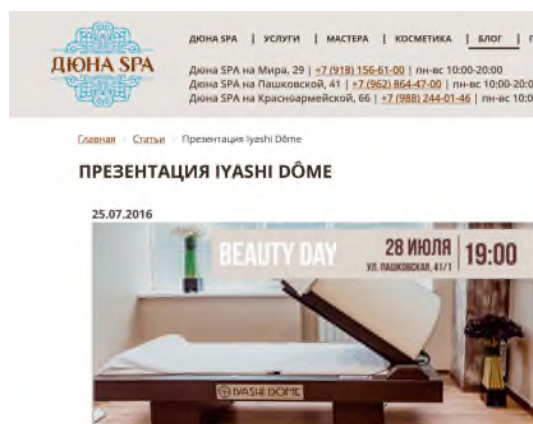 ДЮНА SPA | УСЛУГИ | МАСТЕРА | КОСМЕТИКА | БЛОГ |
ДЮНА SPA
Дюна SPA на Мира, 29 | +7 (918) 156-61-00 | пн-вс 10:00-20:00
Дюна SPA на Пашковской, 41 | +7 (962) 864-47-00 | пн-вс 10:00-20:0
Дюна SPA на Красноармейской, 66 | +7 (988) 244-01-46 | пн-вс 10:0
Главная Статьи Презентация Iyashi Dôme
ПРЕЗЕНТАЦИЯ IYASHI DÔME
25.07.2016
BEAUTY DAY 28 ИЮЛЯ 19:00
УЛ. ПАШКОВСКАЯ, 41/1
IYASHI DOME